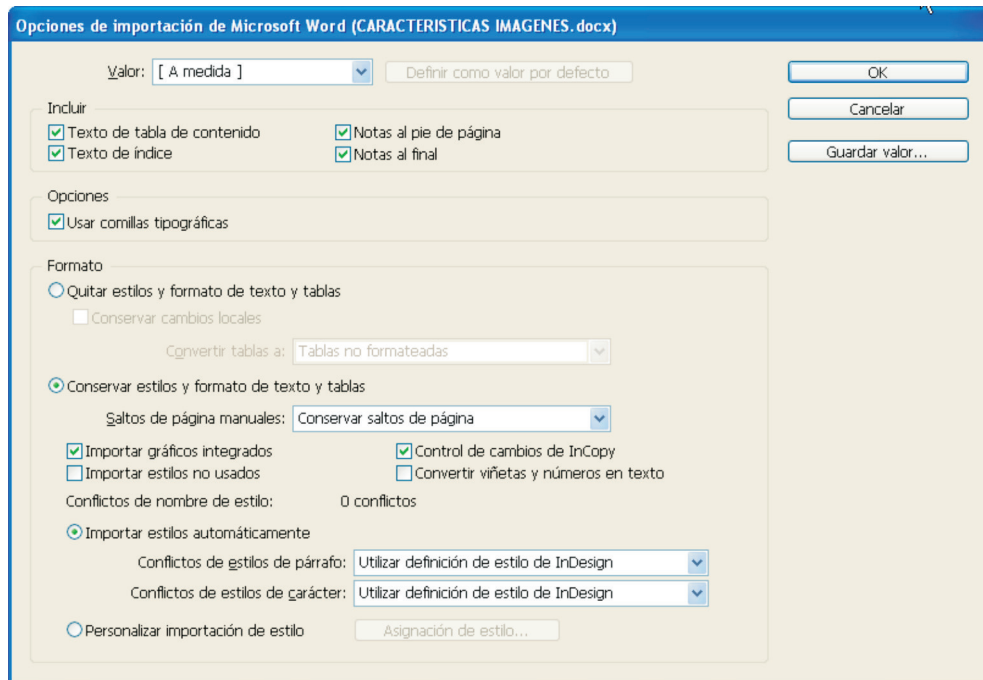 Opciones de importación de Microsoft Word (CARACTERISTICAS IMAGENES.docx)
Valor: [ A medida ] Definir como valor por defecto OK
Cancelar
Guardar valor...
Incluir
Texto de tabla de contenido Notas al pie de página
Texto de índice Notas al final
Opciones
Usar comillas tipográficas
Formato
Quitar estilos y formato de texto y tablas
Conservar cambios locales
Convertir tablas a: Tablas no formateadas
Conservar estilos y formato de texto y tablas
Saltos de página manuales: Conservar saltos de página
Importar gráficos integrados Control de cambios de InCopy
Importar estilos no usados Convertir viñetas y números en texto
Conflictos de nombre de estilo: 0 conflictos
Importar estilos automáticamente
Conflictos de estilos de párrafo: Utilizar definición de estilo de InDesign
Conflictos de estilos de carácter: Utilizar definición de estilo de InDesign
Personalizar importación de estilo Asignación de estilo...